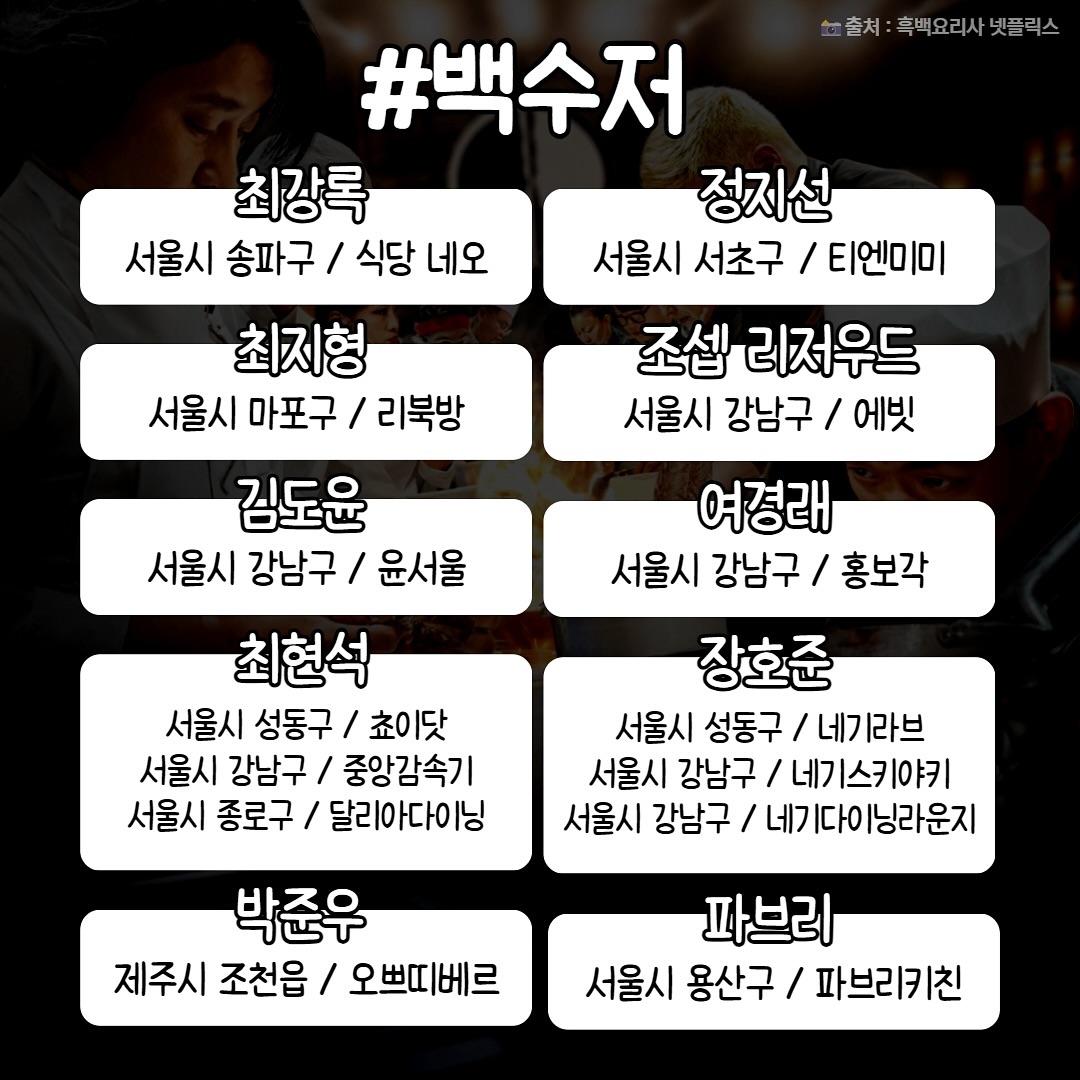 출처 : 흑백요리사 넷플릭스
#백수저
최강록
서울시 송파구 / 식당 네오
정지선
서울시 서초구 / 티엔미미
최지형
서울시 마포구 / 리북방
조셉 리저우드
서울시 강남구 / 에빗
김도윤
서울시 강남구 / 윤서울
여경래
서울시 강남구 / 홍보각
최현석
서울시 성동구 / 쵸이닷
서울시 강남구 / 중앙감속기
서울시 종로구 / 달리아다이닝
장호준
서울시 성동구 / 네기라브
서울시 강남구 / 네기스키야키
서울시 강남구 / 네기다이닝라운지
박준우
제주시 조천읍 / 오쁘띠베르
파브리
서울시 용산구 / 파브리키친